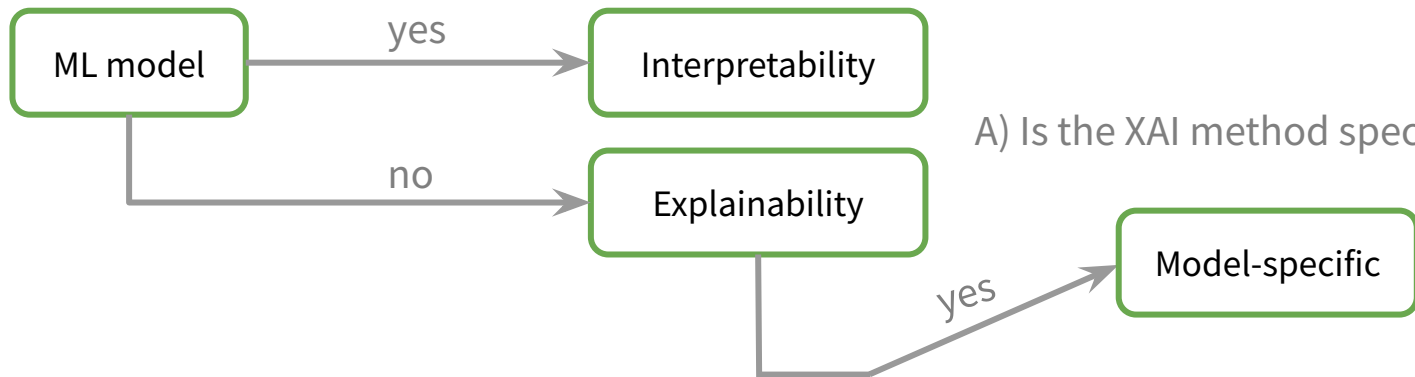 yes
ML model
Interpretability
A) Is the XAI method spec
no
Explainability
Model-specific
yes